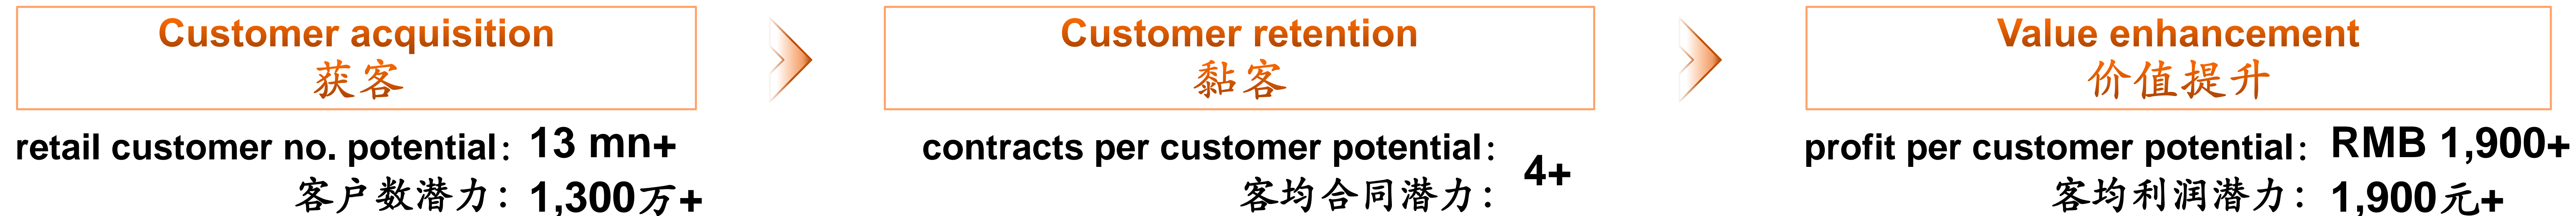 Customer acquisition
获客
retail customer no. potential: 13 mn+
客户数潜力: 1,300万+
Customer retention
黏客
contracts per customer potential:
客均合同潜力:
4+
Value enhancement
价值提升
profit per customer potential: RMB 1,900+
客均利润潜力: 1,900元+